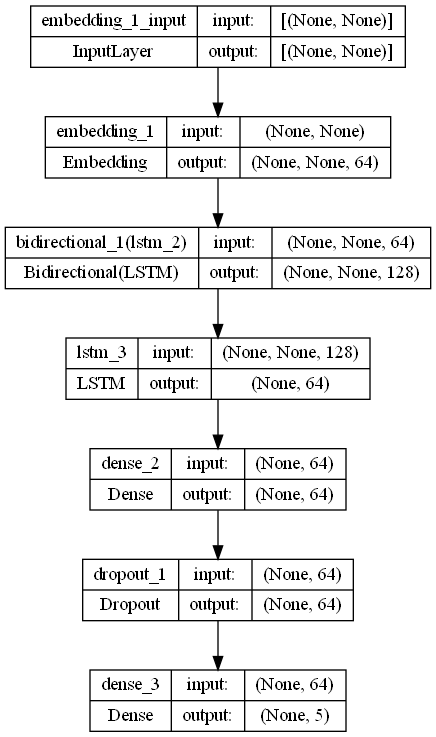 embedding_1_input input: [(None, None)]
InputLayer output: [(None, None)]
embedding_1 input: (None, None)
Embedding output: (None, None, 64)
bidirectional_1(lstm_2) input: (None, None, 64)
Bidirectional(LSTM) output: (None, None, 128)
lstm_3 input: (None, None, 128)
LSTM output: (None, 64)
dense_2 input: (None, 64)
Dense output: (None, 64)
dropout_1 input: (None, 64)
Dropout output: (None, 64)
dense_3 input: (None, 64)
Dense output: (None, 5)